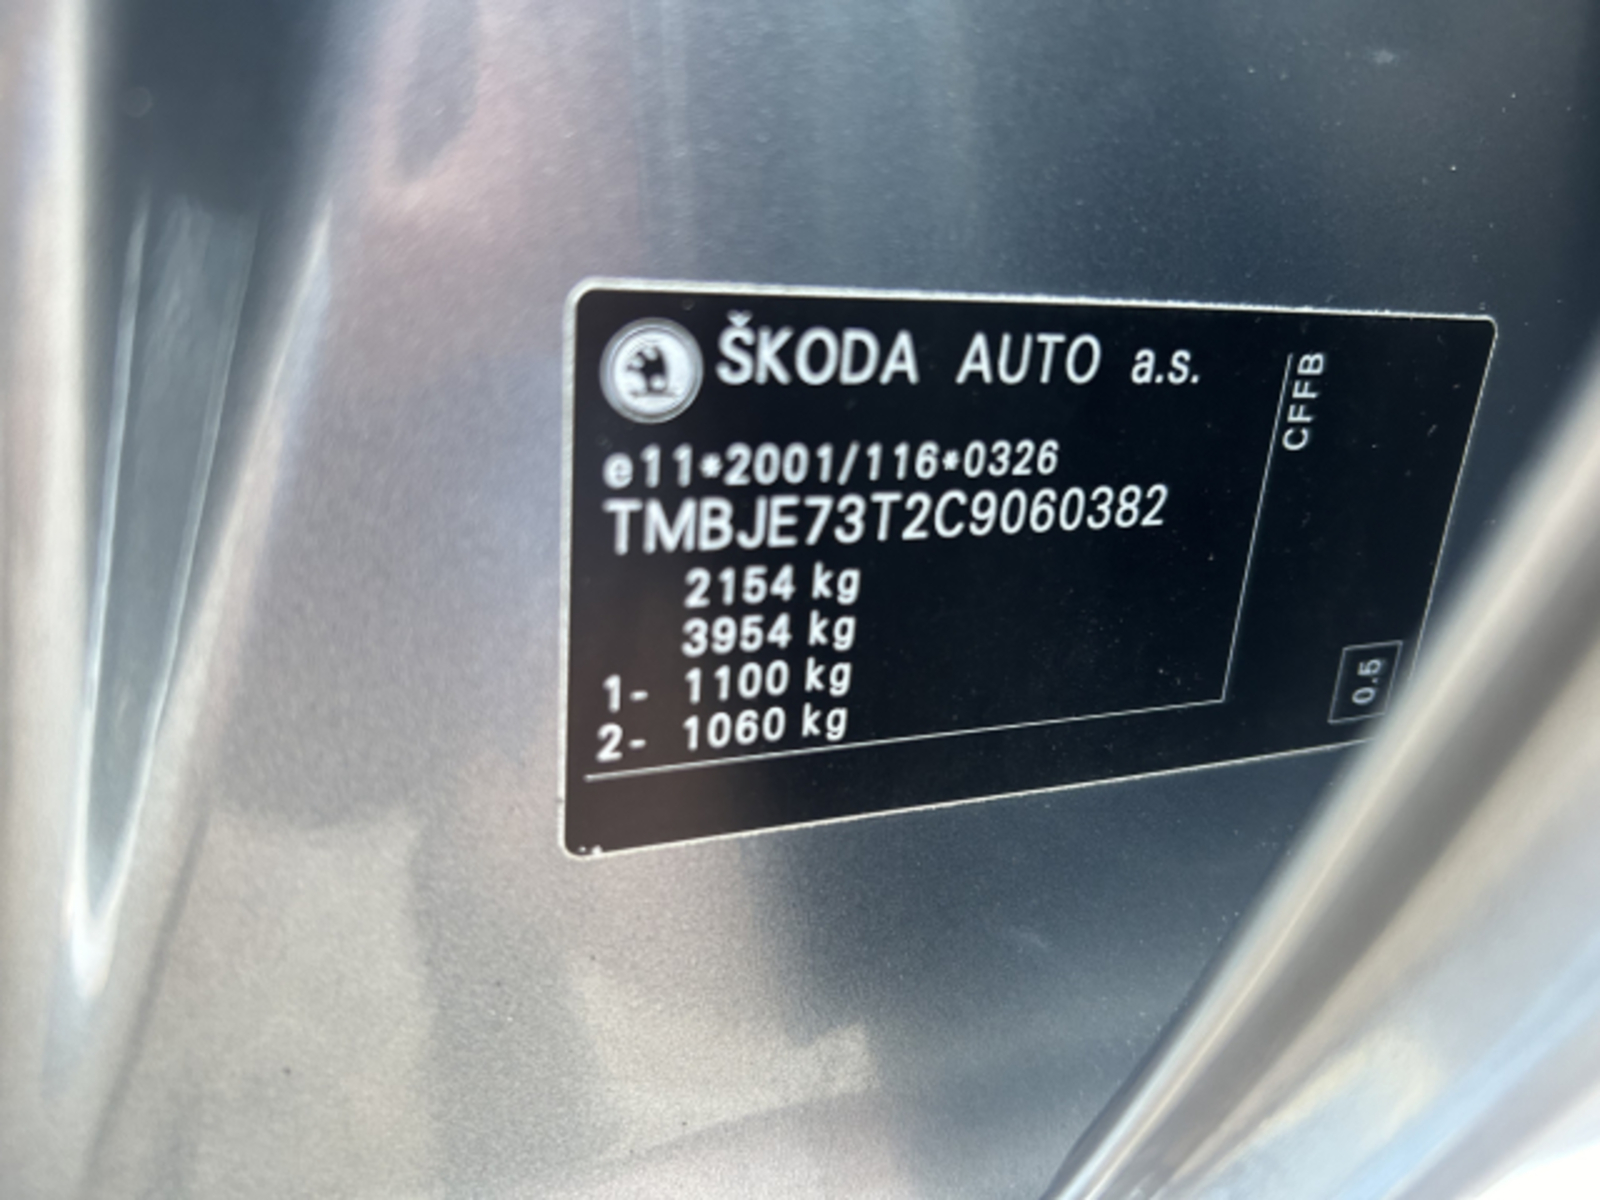 ŠKODA AUTO a.s.
e11*2001/116*0326
TMBJE73T2C9060382
2154 kg
3954 kg
1- 1100 kg
2- 1060 kg
CFFB
0.5